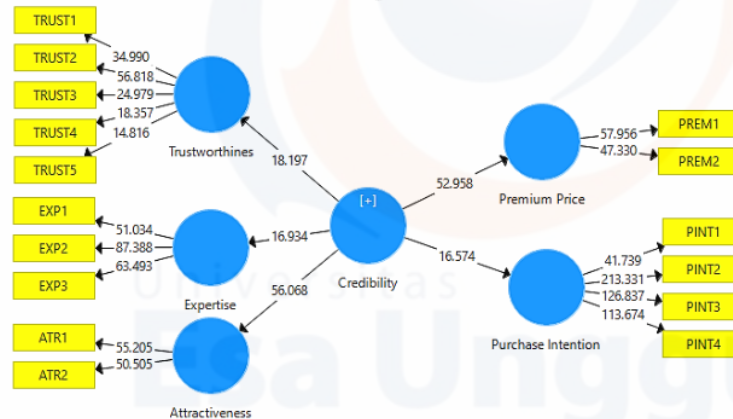 TRUST1
TRUST2
TRUST3
TRUST4
TRUST5
34.990
56.818
24.979
18.357
14.816
Trustworthines
18.197
EXP1
EXP2
EXP3
51.034
87.388
63.493
Expertise
16.934
ATR1
ATR2
55.205
50.505
Attractiveness
56.068
[+]
Credibility
52.958
Premium Price
57.956
47.330
PREM1
PREM2
16.574
Purchase Intention
41.739
213.331
126.837
113.674
PINT1
PINT2
PINT3
PINT4
Universitas
Esa Ungg